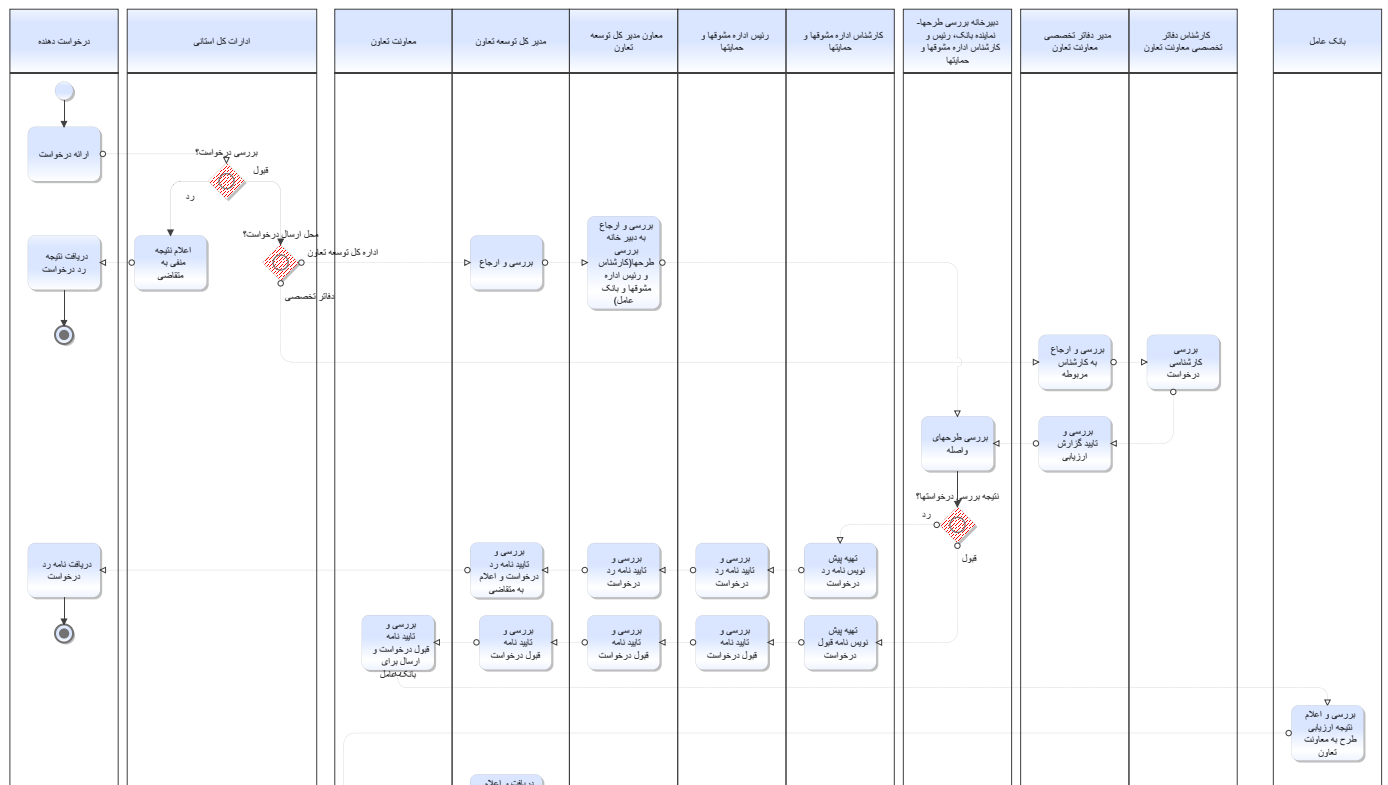 درخواست دهنده
ادارات کل استانی
معاونت تعاون
مدیر کل توسعه تعاون
معاون مدیر کل توسعه
تعاون
رئیس اداره مشوقها و
حمایتها
کارشناس اداره مشوقها و
حمایتها
دبیرخانه بررسی طرحها-
نماینده بانک، رئیس و
کارشناس اداره مشوقها و
حمایتها
مدیر دفاتر تخصصی
معاونت تعاون
کارشناس دفاتر
تخصصی معاونت تعاون
بانک عامل
ارائه درخواست
بررسی درخواست؟
قبول
رد
دریافت نتیجه
رد درخواست
اعلام نتیجه
منفی به
متقاضی
محل ارسال درخواست؟
اداره کل توسعه تعاون
دفاتر تخصصی
بررسی و ارجاع
بررسی و ارجاع
به دبیر خانه
بررسی
طرحها(کارشناس
و رئیس اداره
مشوقها و بانک
عامل)
بررسی و ارجاع
به کارشناس
مربوطه
بررسی
کارشناسی
درخواست
بررسی طرحهای
واصله
بررسی و
تایید گزارش
ارزیابی
نتیجه بررسی درخواستها؟
رد
قبول
دریافت نامه رد
درخواست
بررسی و
تایید نامه رد
درخواست و اعلام
به متقاضی
بررسی و
تایید نامه رد
درخواست
بررسی و
تایید نامه رد
درخواست
تهیه پیش
نویس نامه رد
درخواست
بررسی و
تایید نامه
قبول درخواست و
ارسال برای
بانک عامل
بررسی و
تایید نامه
قبول درخواست
بررسی و
تایید نامه
قبول درخواست
بررسی و
تایید نامه
قبول درخواست
تهیه پیش
نویس نامه قبول
درخواست
بررسی و اعلام
نتیجه ارزیابی
طرح به معاونت
تعاون
دریافت و اعلام